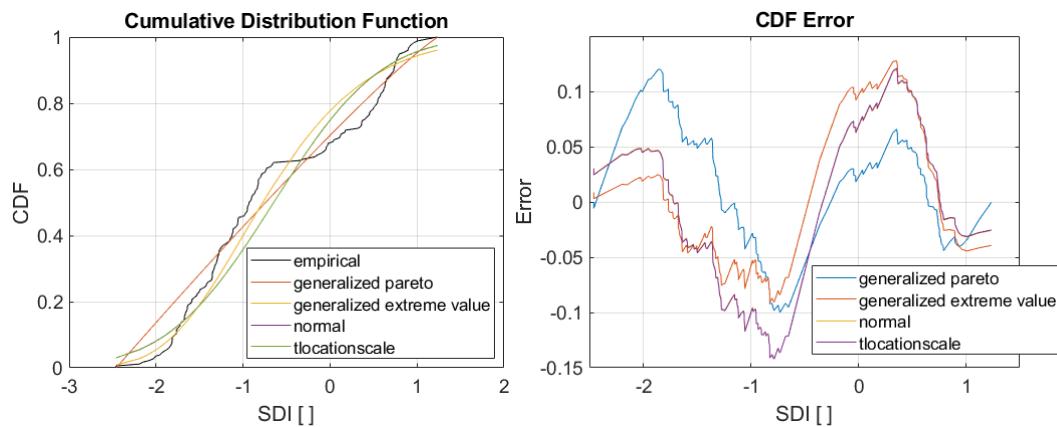 Cumulative Distribution Function
1
0.8
0.6
0.4
0.2
0
-3
-2
-1
0
1
2
CDF
SDI [ ]
empirical
generalized pareto
generalized extreme value
normal
tlocationscale
CDF Error
0.1
0.05
0
-0.05
-0.1
-0.15
-2
-1
0
1
Error
SDI [ ]
generalized pareto
generalized extreme value
normal
tlocationscale